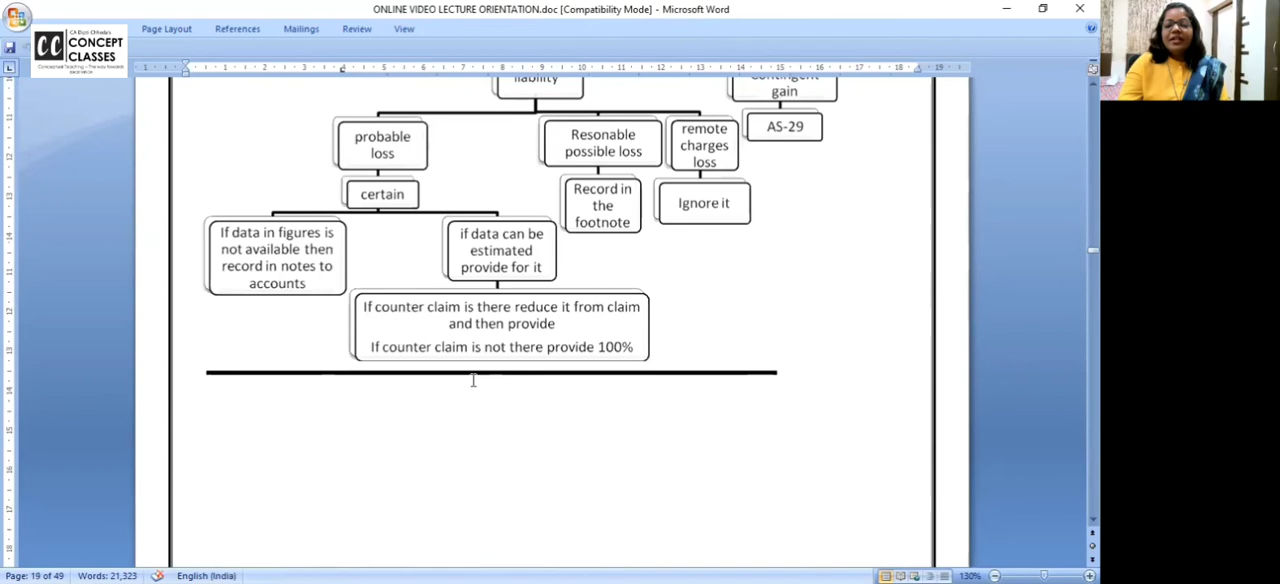 ONLINE VIDEO LECTURE ORIENTATION.doc [Compatibility Mode] - Microsoft Word
CONCEPT
CLASSES
Page Layout
References
Mailings
Review
View
liability
Contingent
gain
AS-29
probable
loss
Resonable
possible loss
remote
charges
loss
certain
Record in
the
footnote
Ignore it
If data in figures is
not available then
record in notes to
accounts
if data can be
estimated
provide for it
If counter claim is there reduce it from claim
and then provide
If counter claim is not there provide 100%
Page: 19 of 49
Words: 21,323
English (India)
130%